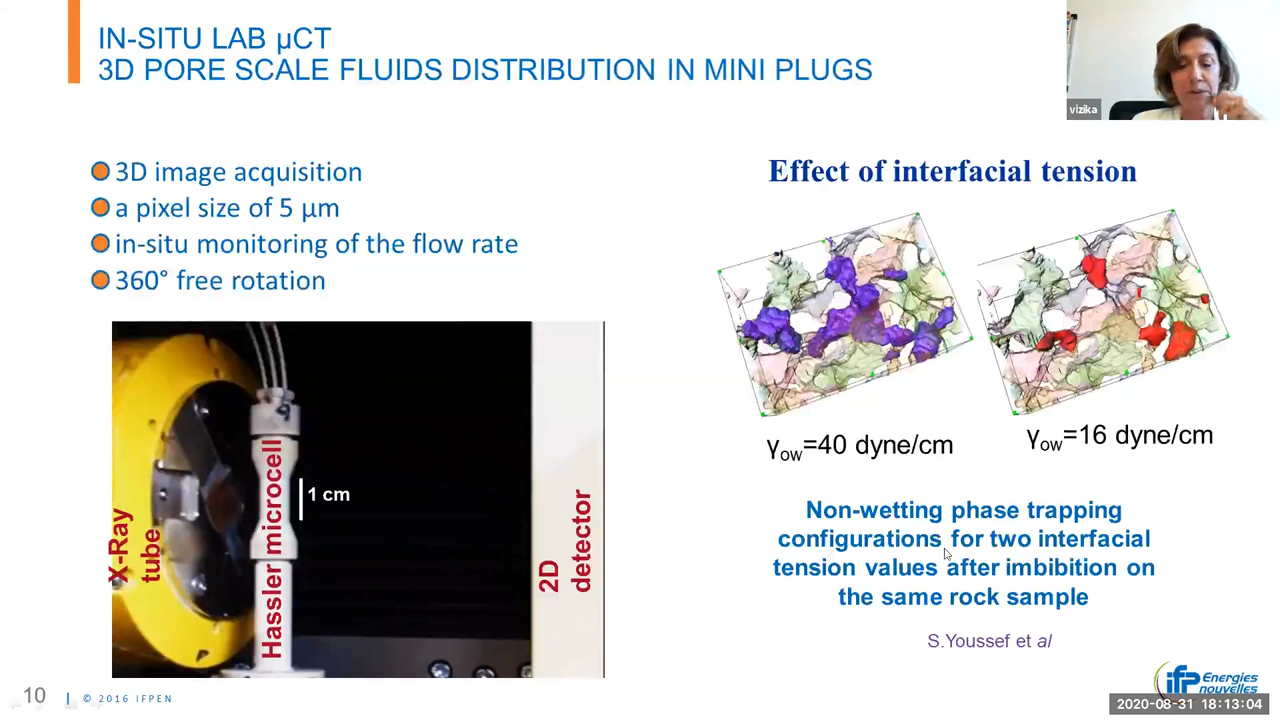 IN-SITU LAB µCT
3D PORE SCALE FLUIDS DISTRIBUTION IN MINI PLUGS
vizika
3D image acquisition
a pixel size of 5 µm
in-situ monitoring of the flow rate
360° free rotation
X-Ray
tube
Hassler microcell
1 cm
2D
detector
Effect of interfacial tension
γow=40 dyne/cm
γow=16 dyne/cm
Non-wetting phase trapping
configurations for two interfacial
tension values after imbibition on
the same rock sample
S.Youssef et al
10
© 2016 IFPEN
ifp Energies
nouvelles
2020-08-31 18:13:04